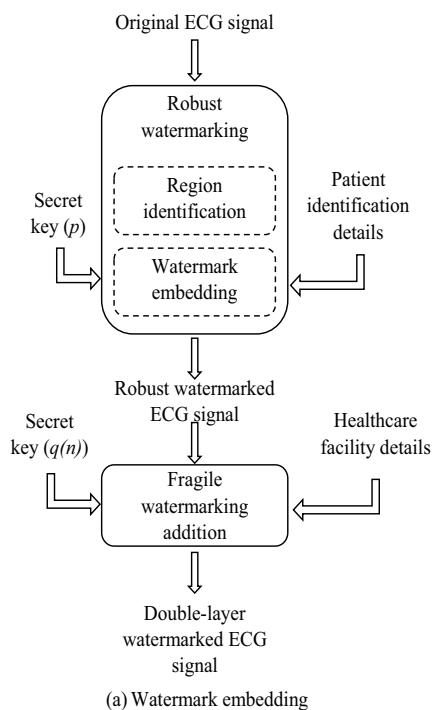 Original ECG signal
Robust
watermarking
Region
identification
Secret
key (p)
Patient
identification
details
Watermark
embedding
Robust watermarked
ECG signal
Secret
key (q(n))
Healthcare
facility details
Fragile
watermarking
addition
Double-layer
watermarked ECG
signal
(a) Watermark embedding